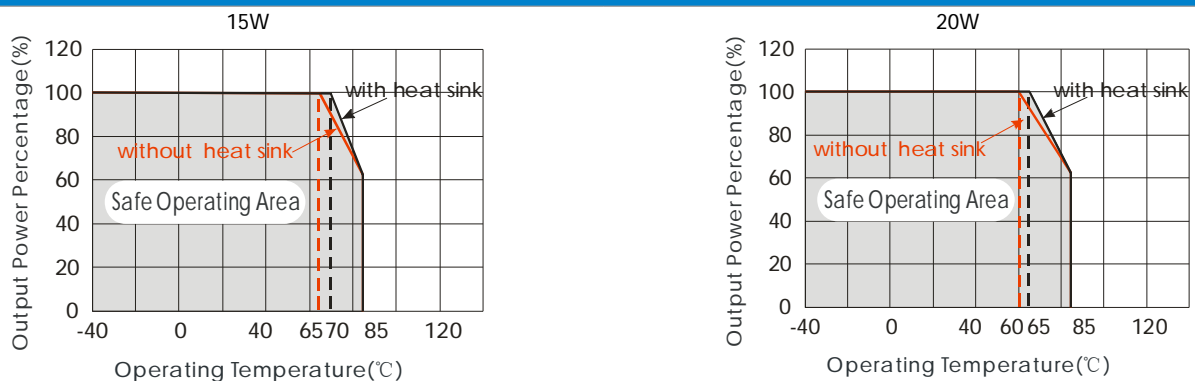 15W
Output Power Percentage(%)
120
100
80
60
40
20
0
with heat sink
without heat sink
Safe Operating Area
-40 0 40 65 70 85 120
Operating Temperature(℃)
20W
Output Power Percentage(%)
120
100
80
60
40
20
0
with heat sink
without heat sink
Safe Operating Area
-40 0 40 60 65 85 120
Operating Temperature(℃)